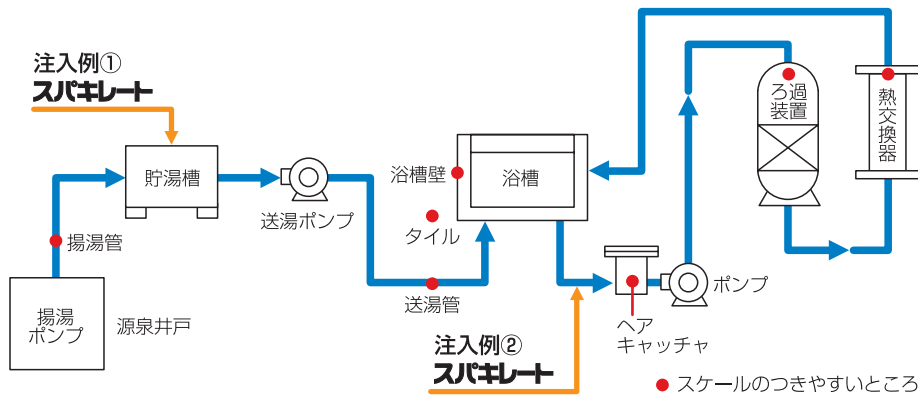 注入例①
スパキレート
貯湯槽
送湯ポンプ
揚湯管
揚湯
ポンプ
源泉井戸
浴槽壁
浴槽
タイル
送湯管
注入例②
スパキレート
ヘア
キャッチャ
ポンプ
ろ過
装置
熱交換器
スケールのつきやすいところ